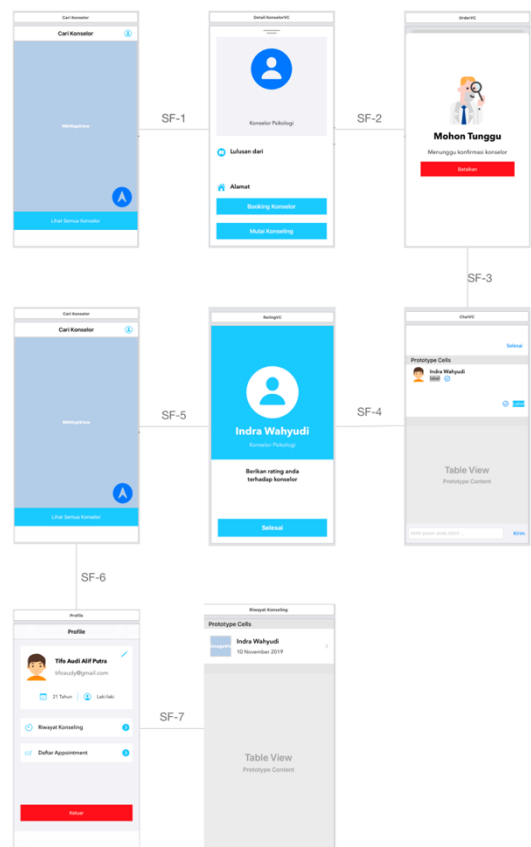 Cari Konselor
Cari Konselor
MKMapView
Lihat Semua Konselor
SF-1
Detail KonselorVC
Konselor Psikologi
Lulusan dari
Alamat
Booking Konselor
Mulai Konseling
SF-2
OrderVC
Mohon Tunggu
Menunggu konfirmasi konselor
Batalkan
SF-3
Cari Konselor
Cari Konselor
MKMapView
Lihat Semua Konselor
SF-5
RatingVC
Indra Wahyudi
Konselor Psikologi
Berikan rating anda
terhadap konselor
Selesai
SF-4
ChatVC
Selesai
Prototype Cells
Indra Wahyudi
Label
Label
Table View
Prototype Content
Kirim
SF-6
Profile
Profile
Tifo Audi Alif Putra
tifoaudy@gmail.com
21 Tahun
Laki-laki
Riwayat Konseling
Daftar Appointment
Keluar
SF-7
Riwayat Konseling
Prototype Cells
Indra Wahyudi
10 November 2019
Table View
Prototype Content